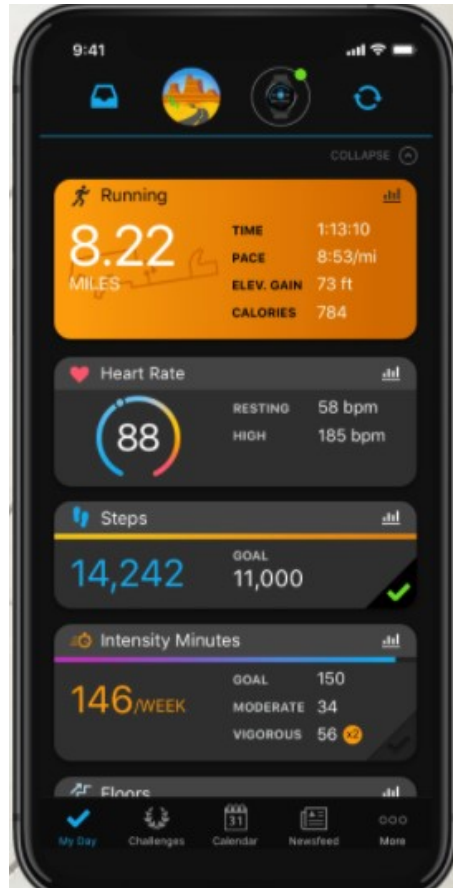 9:41
COLLAPSE
Running
8.22
MILES
TIME 1:13:10
PACE 8:53/mi
ELEV. GAIN 73 ft
CALORIES 784
Heart Rate
88
RESTING 58 bpm
HIGH 185 bpm
Steps
14,242
GOAL
11,000
Intensity Minutes
146/WEEK
GOAL 150
MODERATE 34
VIGOROUS 56 x2
Floors
31
My Day Challenges Calendar Newsfeed More